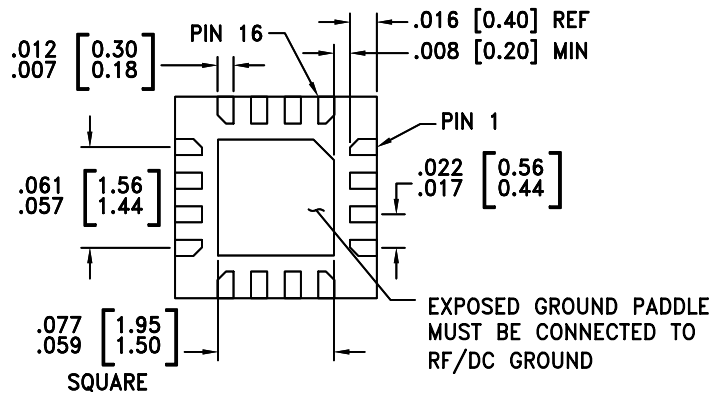 .016 [0.40] REF
PIN 16
.012 [0.30]
.007 [0.18]
.008 [0.20] MIN
PIN 1
.022 [0.56]
.017 [0.44]
.061 [1.56]
.057 [1.44]
EXPOSED GROUND PADDLE
MUST BE CONNECTED TO
RF/DC GROUND
.077 [1.95]
.059 [1.50]
SQUARE